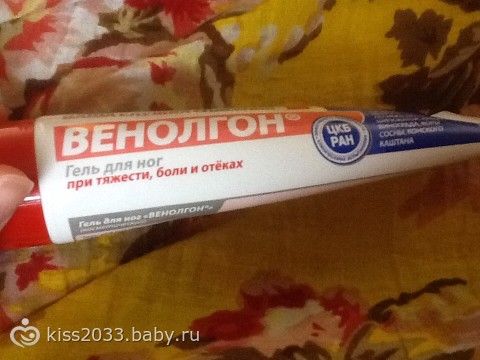 ВЕНОЛГОН®
Гель для ног
при тяжести, боли и отёках
ЦКБ
РАН
СОСНЫ, КОНСКОГО
КАШТАНА
Гель для ног «ВЕНОЛГОН»
kiss2033.baby.ru